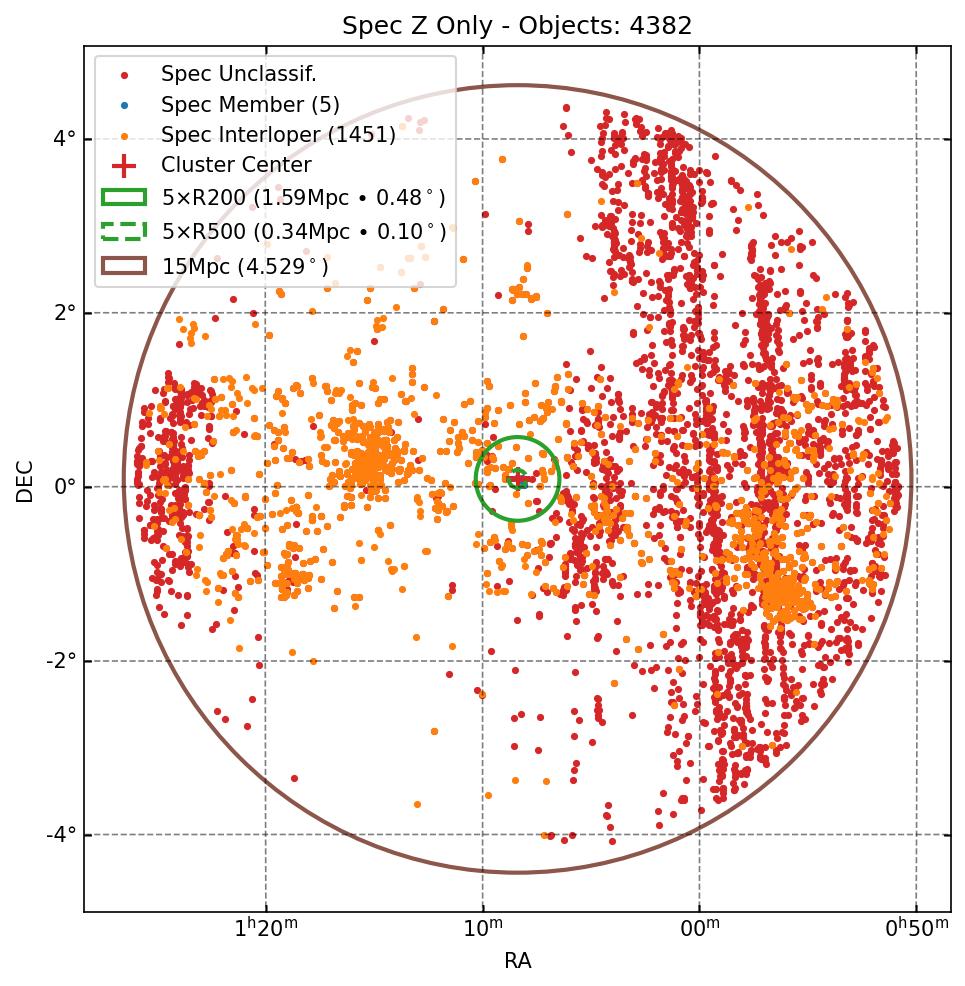 Spec Z Only - Objects: 4382
Spec Unclassif.
Spec Member (5)
Spec Interloper (1451)
Cluster Center
5×R200 (1.59Mpc • 0.48°)
5×R500 (0.34Mpc • 0.10°)
15Mpc (4.529°)
4°
2°
0°
-2°
-4°
DEC
1ʰ20ᵐ 10ᵐ 00ᵐ 0ʰ50ᵐ
RA